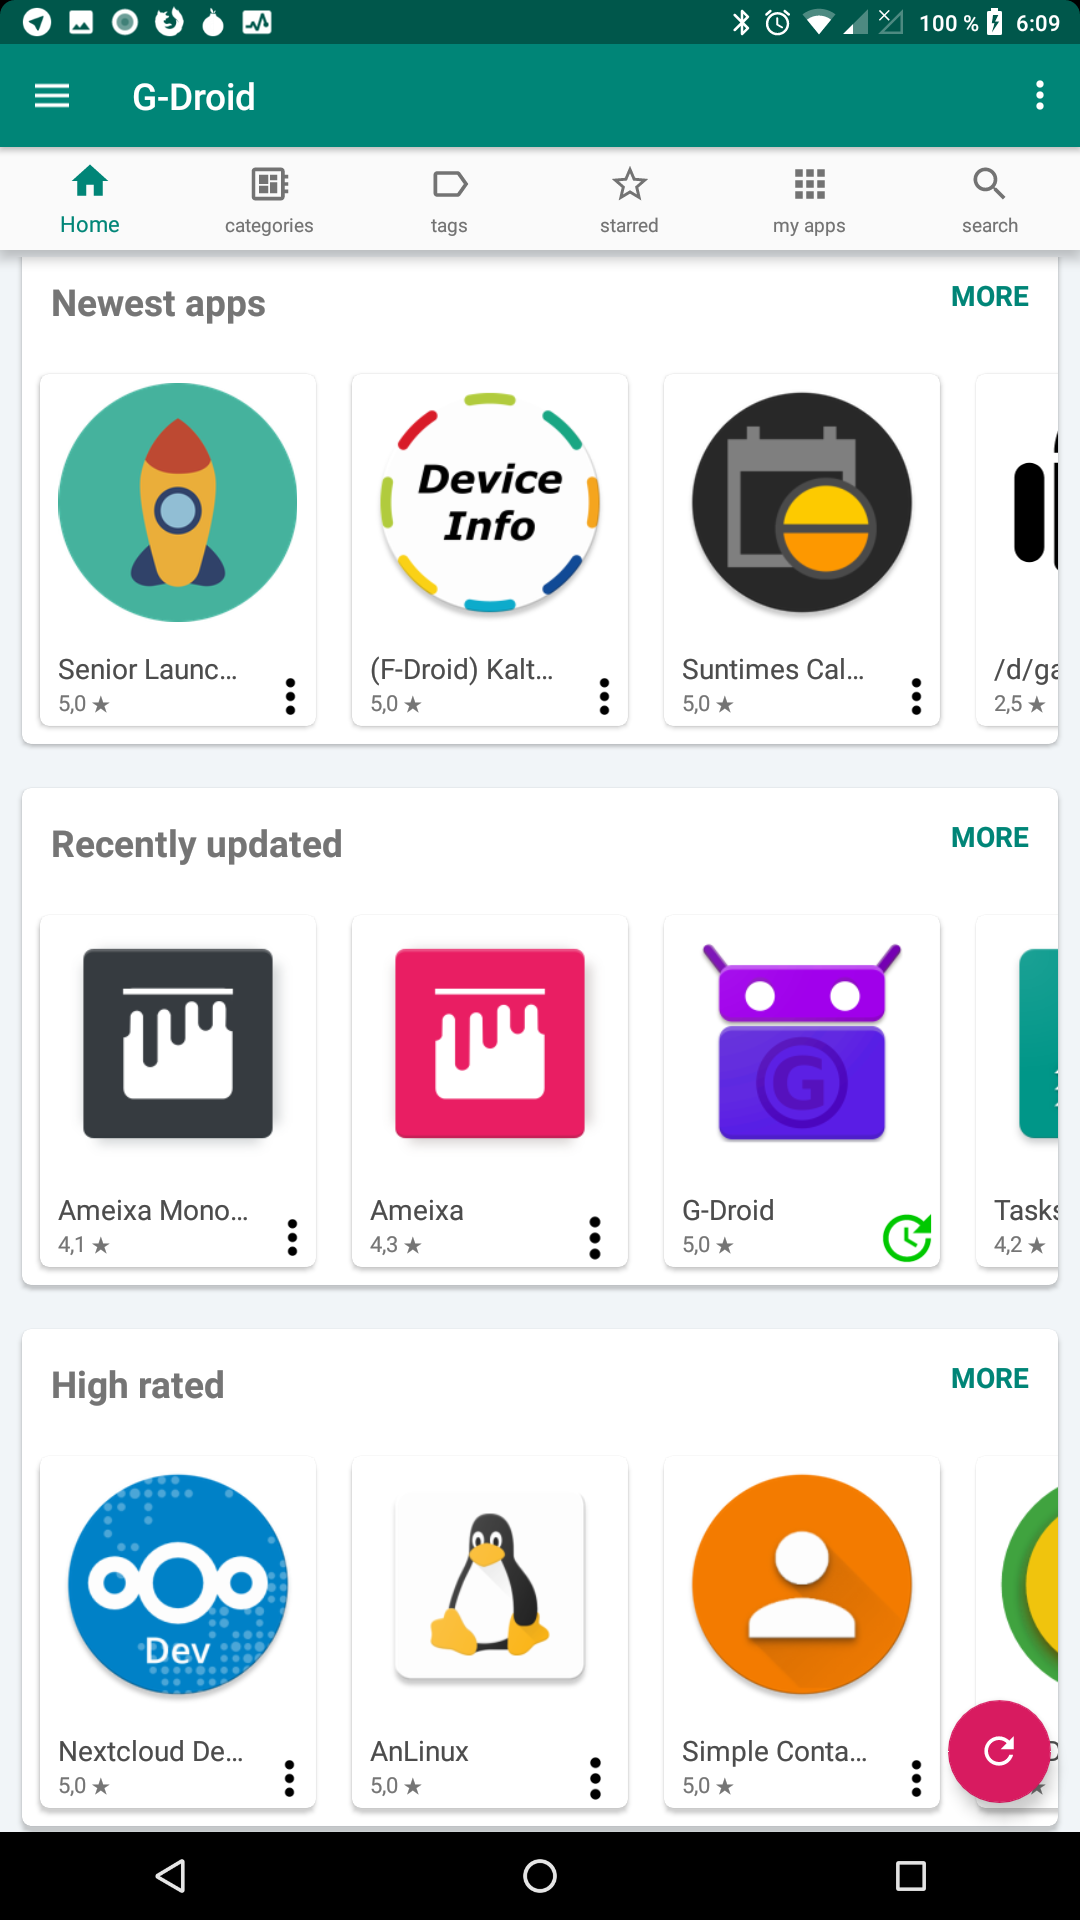 100 % 6:09
G-Droid
Home categories tags starred my apps search
Newest apps MORE
Device
Info
Senior Launc... (F-Droid) Kalt... Suntimes Cal... /d/ga
5,0 ★ 5,0 ★ 5,0 ★ 2,5 ★
Recently updated MORE
G
Ameixa Mono... Ameixa G-Droid Tasks
4,1 ★ 4,3 ★ 5,0 ★ 4,2 ★
High rated MORE
Dev
Nextcloud De... AnLinux Simple Conta...
5,0 ★ 5,0 ★ 5,0 ★ ★